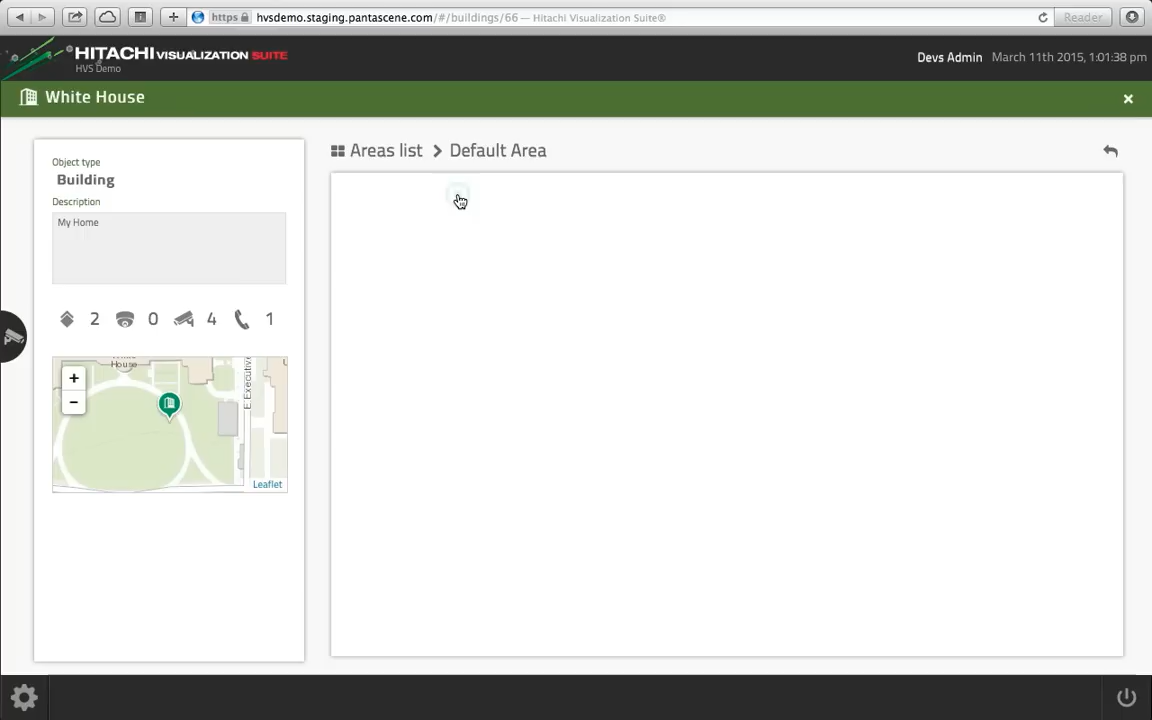 https hvsdemo.staging.pantascene.com/#/buildings/66 — Hitachi Visualization Suite®
Reader
HITACHI VISUALIZATION SUITE
HVS Demo
Devs Admin March 11th 2015, 1:01:38 pm
White House
Object type
Building
Description
My Home
2 0 4 1
Areas list > Default Area
House
+
−
E Executive
Leaflet